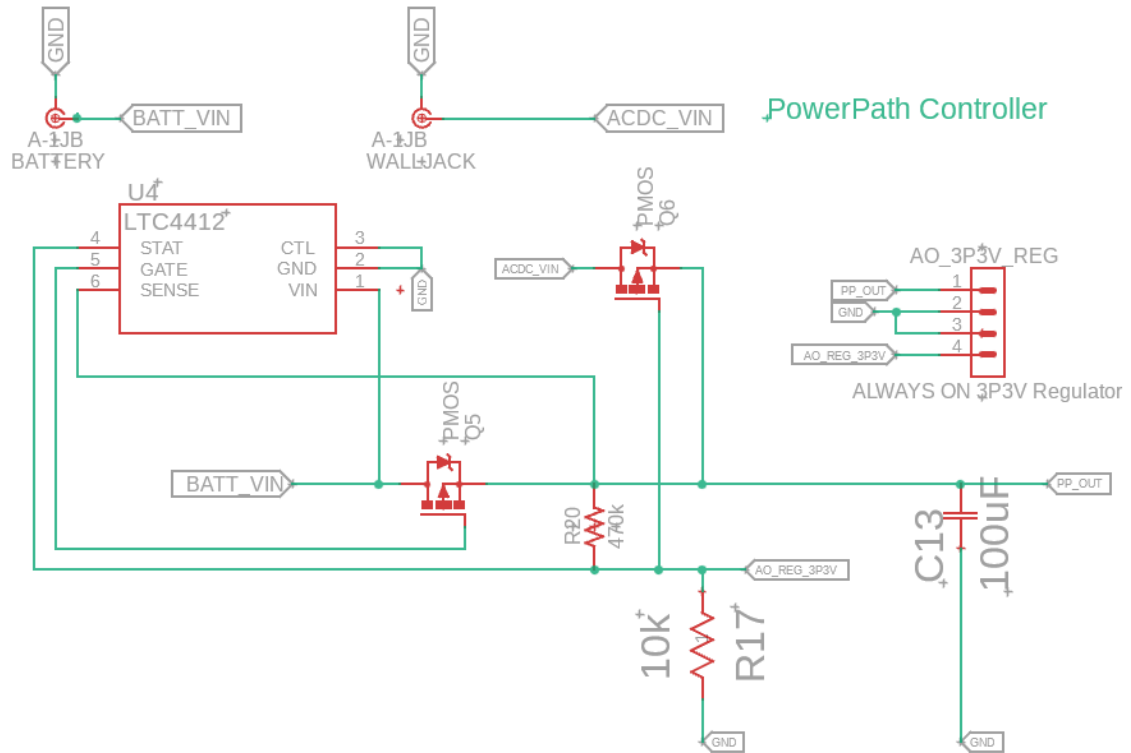 GND
GND
BATT_VIN
ACDC_VIN
PowerPath Controller
A-1JB
BATTERY
A-1JB
WALLJACK
U4
LTC4412
4
STAT
CTL
3
5
GATE
GND
2
6
SENSE
VIN
1
GND
PMOS
Q6
ACDC_VIN
AO_3P3V_REG
PP_OUT
1
GND
2
3
AO_REG_3P3V
4
ALWAYS ON 3P3V Regulator
PMOS
Q5
BATT_VIN
PP_OUT
R20
470k
C13
100uF
AO_REG_3P3V
10k
R17
GND
GND